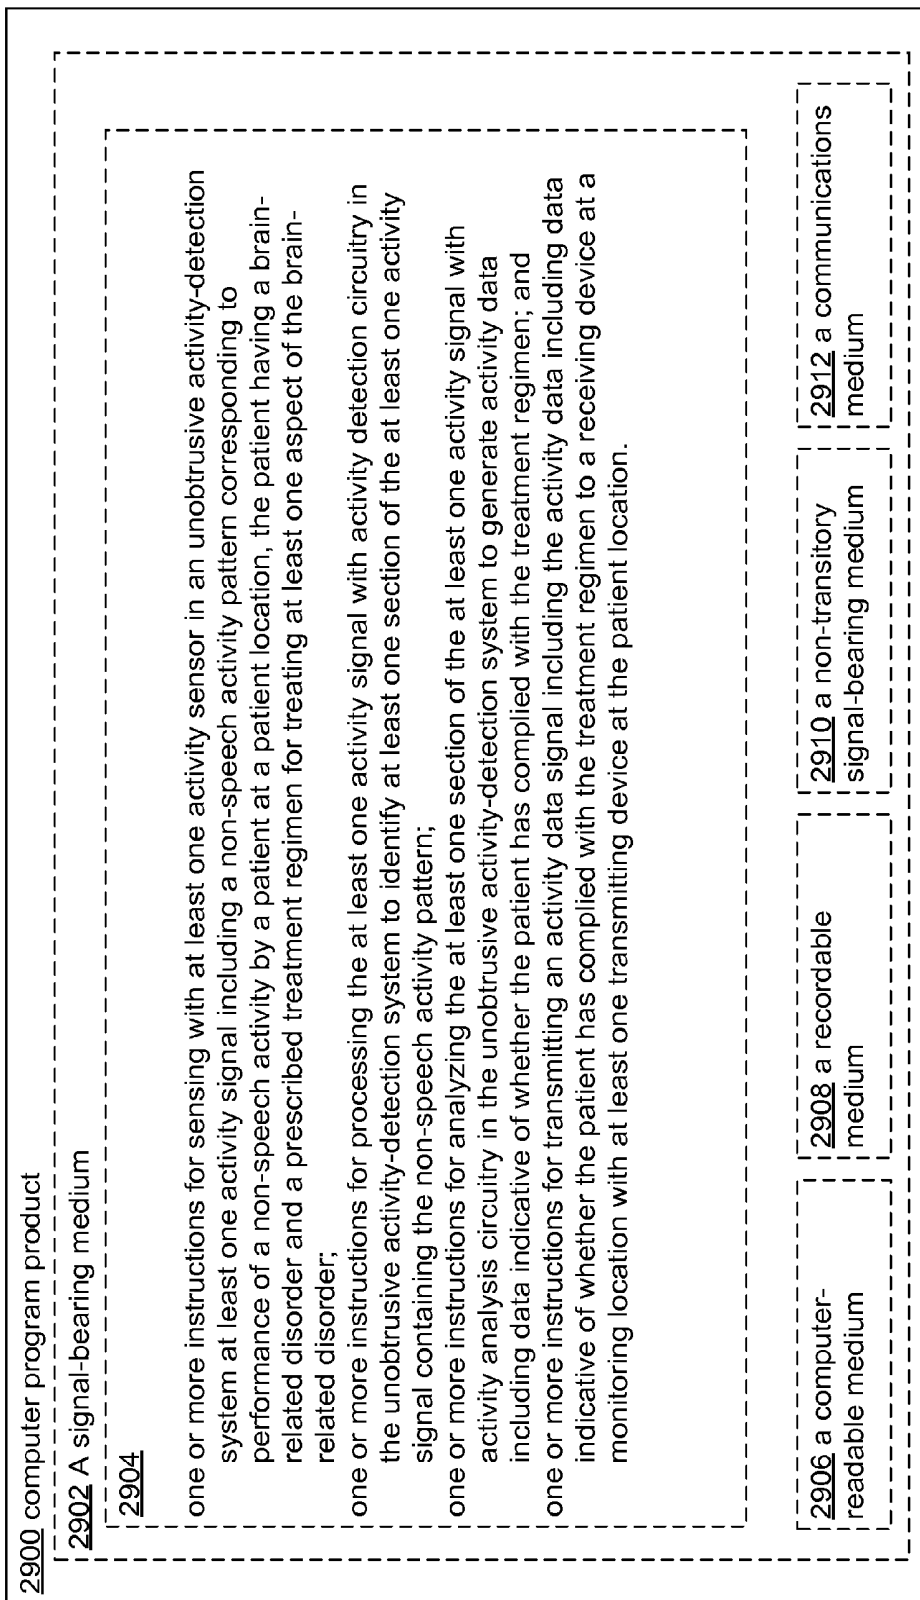 2900 computer program product
2902 A signal-bearing medium
2904
one or more instructions for sensing with at least one activity sensor in an unobtrusive activity-detection
system at least one activity signal including a non-speech activity pattern corresponding to
performance of a non-speech activity by a patient at a patient location, the patient having a brain-
related disorder and a prescribed treatment regimen for treating at least one aspect of the brain-
related disorder;
one or more instructions for processing the at least one activity signal with activity detection circuitry in
the unobtrusive activity-detection system to identify at least one section of the at least one activity
signal containing the non-speech activity pattern;
one or more instructions for analyzing the at least one section of the at least one activity signal with
activity analysis circuitry in the unobtrusive activity-detection system to generate activity data
including data indicative of whether the patient has complied with the treatment regimen; and
one or more instructions for transmitting an activity data signal including the activity data including data
indicative of whether the patient has complied with the treatment regimen to a receiving device at a
monitoring location with at least one transmitting device at the patient location.
2906 a computer-
readable medium
2908 a recordable
medium
2910 a non-transitory
signal-bearing medium
2912 a communications
medium